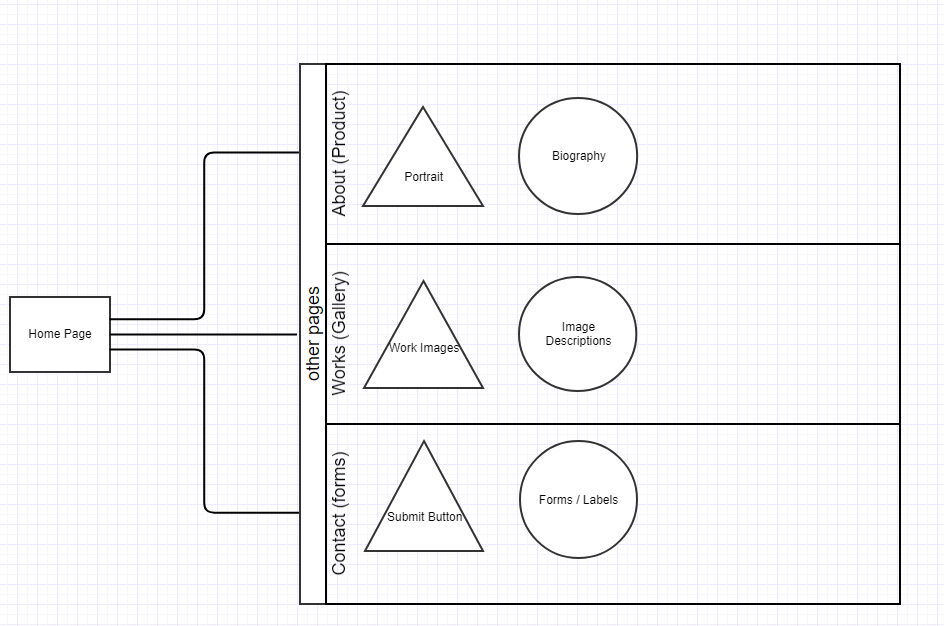 Home Page
other pages
About (Product)
Portrait
Biography
Works (Gallery)
Work Images
Image
Descriptions
Contact (forms)
Submit Button
Forms / Labels